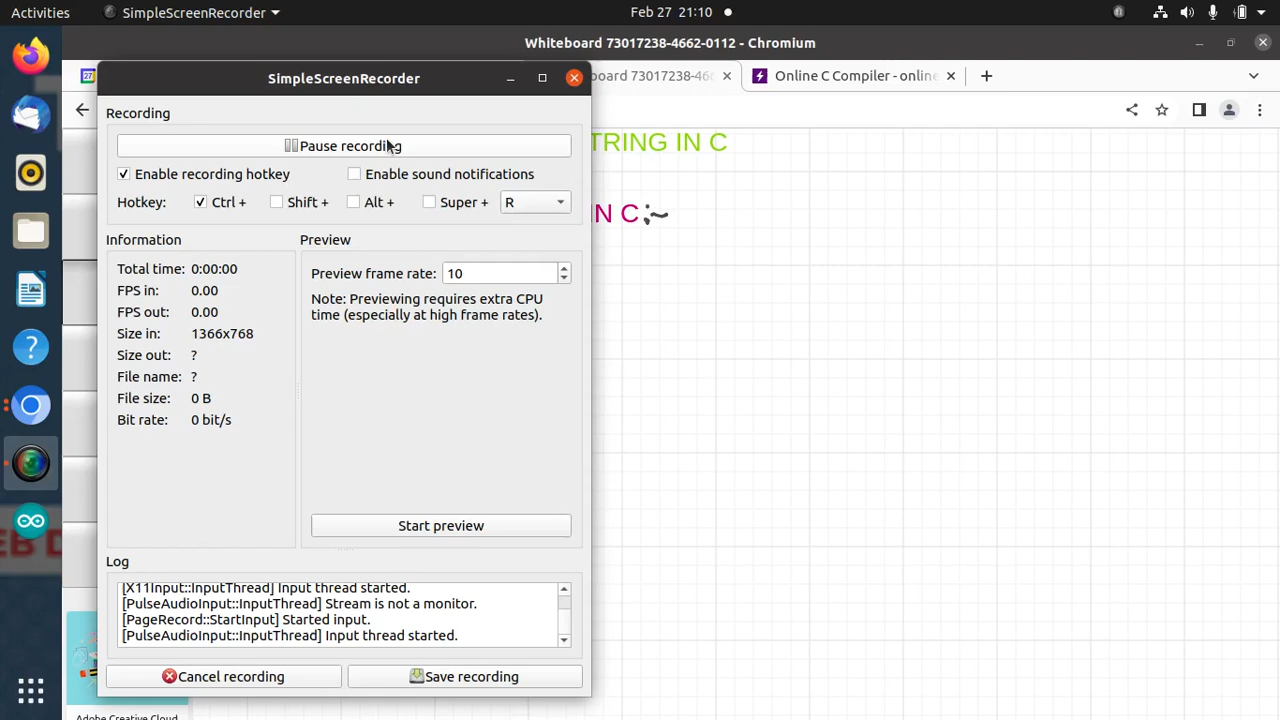 Activities
SimpleScreenRecorder
Feb 27 21:10
Whiteboard 73017238-4662-0112 - Chromium
SimpleScreenRecorder
board 73017238-466
Online C Compiler - online
27
Recording
Pause recording
Enable recording hotkey
Enable sound notifications
Hotkey:
Ctrl +
Shift +
Alt +
Super +
R
TRING IN C
IN C :~
Information
Total time: 0:00:00
FPS in: 0.00
FPS out: 0.00
Size in: 1366x768
Size out: ?
File name: ?
File size: 0 B
Bit rate: 0 bit/s
Preview
Preview frame rate: 10
Note: Previewing requires extra CPU
time (especially at high frame rates).
Start preview
Log
[X11Input::InputThread] Input thread started.
[PulseAudioInput::InputThread] Stream is not a monitor.
[PageRecord::StartInput] Started input.
[PulseAudioInput::InputThread] Input thread started.
Cancel recording
Save recording
EB D
Adobe Creative Cloud